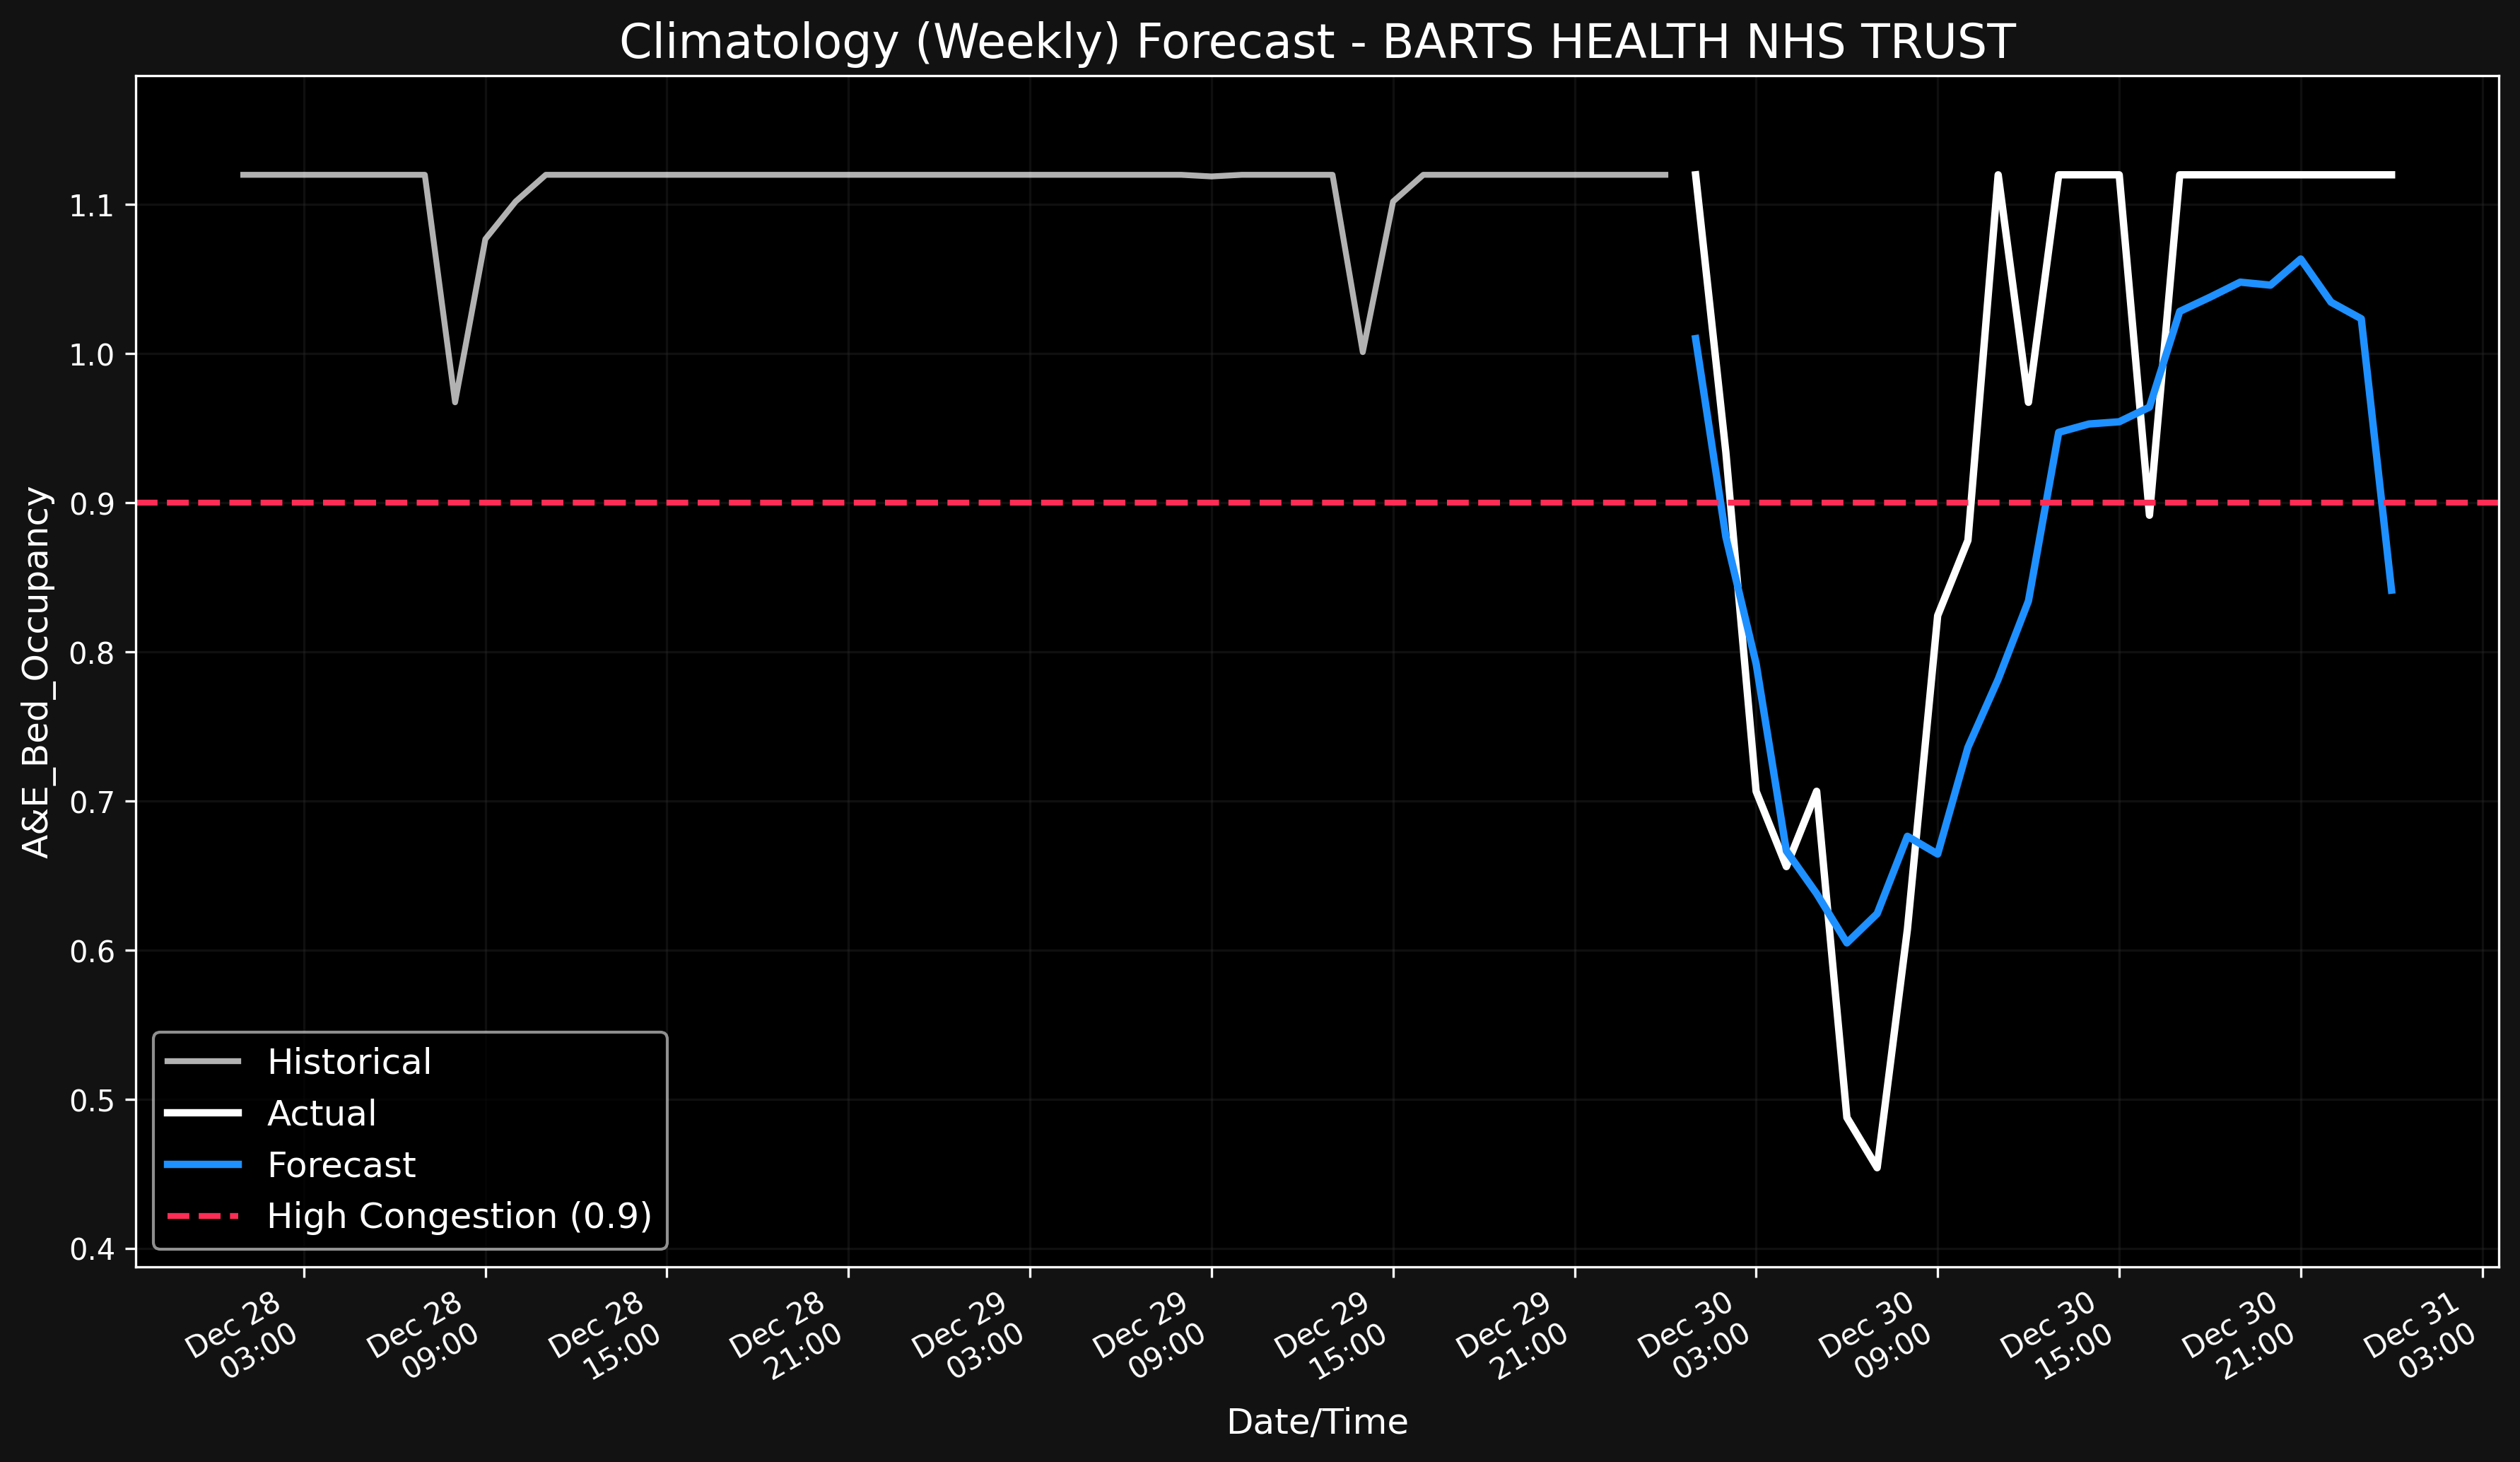 Climatology (Weekly) Forecast - BARTS HEALTH NHS TRUST
A&E_Bed_Occupancy
1.1
1.0
0.9
0.8
0.7
0.6
0.5
0.4
Historical
Actual
Forecast
High Congestion (0.9)
Dec 28
03:00
Dec 28
09:00
Dec 28
15:00
Dec 28
21:00
Dec 29
03:00
Dec 29
09:00
Dec 29
15:00
Dec 29
21:00
Dec 30
03:00
Dec 30
09:00
Dec 30
15:00
Dec 30
21:00
Dec 31
03:00
Date/Time